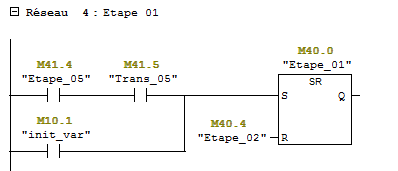 Réseau 4 : Etape 01
M40.0
M41.4 M41.5 "Etape_01"
"Etape_05" "Trans_05" SR
S Q
M10.1 M40.4
"init_var" "Etape_02" R